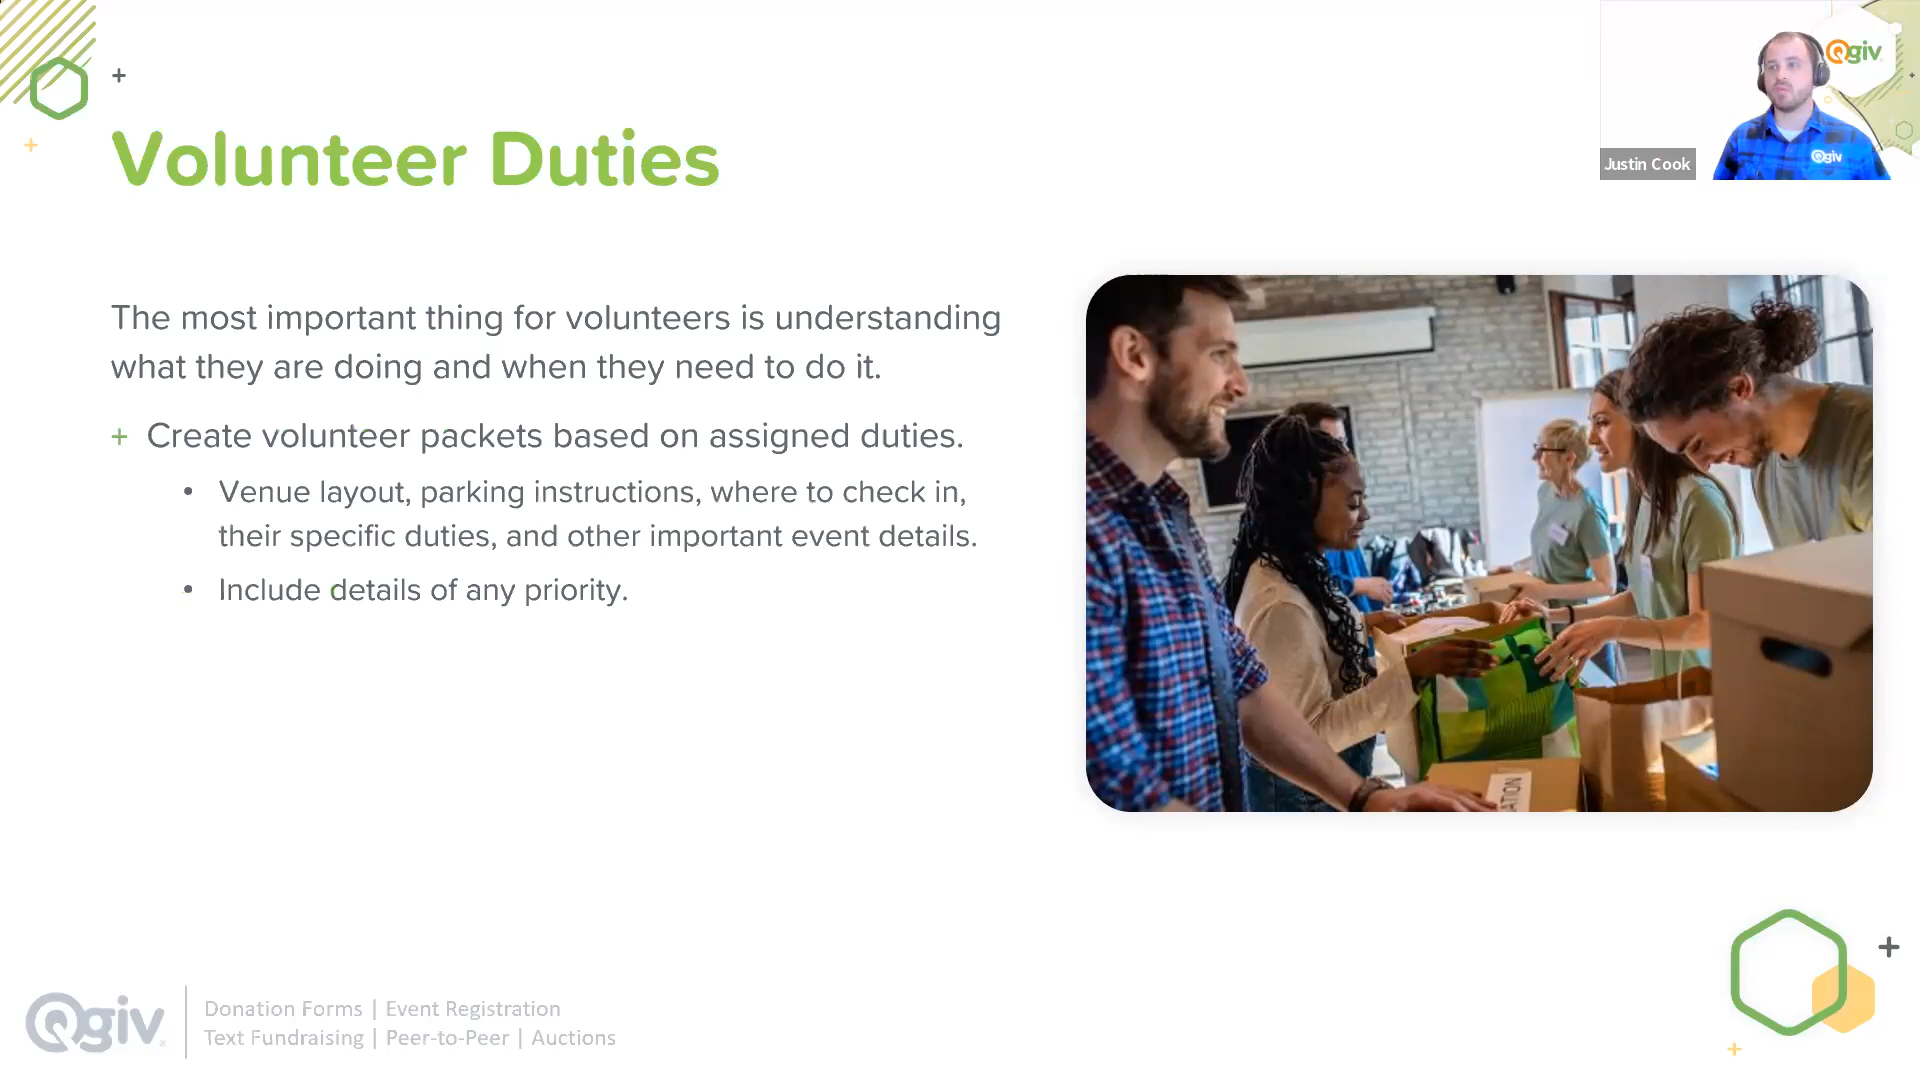 Qgiv
Justin Cook
Qgiv
Volunteer Duties
The most important thing for volunteers is understanding
what they are doing and when they need to do it.
+ Create volunteer packets based on assigned duties.
• Venue layout, parking instructions, where to check in,
their specific duties, and other important event details.
• Include details of any priority.
ATION
Qgiv
Donation Forms | Event Registration
Text Fundraising | Peer-to-Peer | Auctions